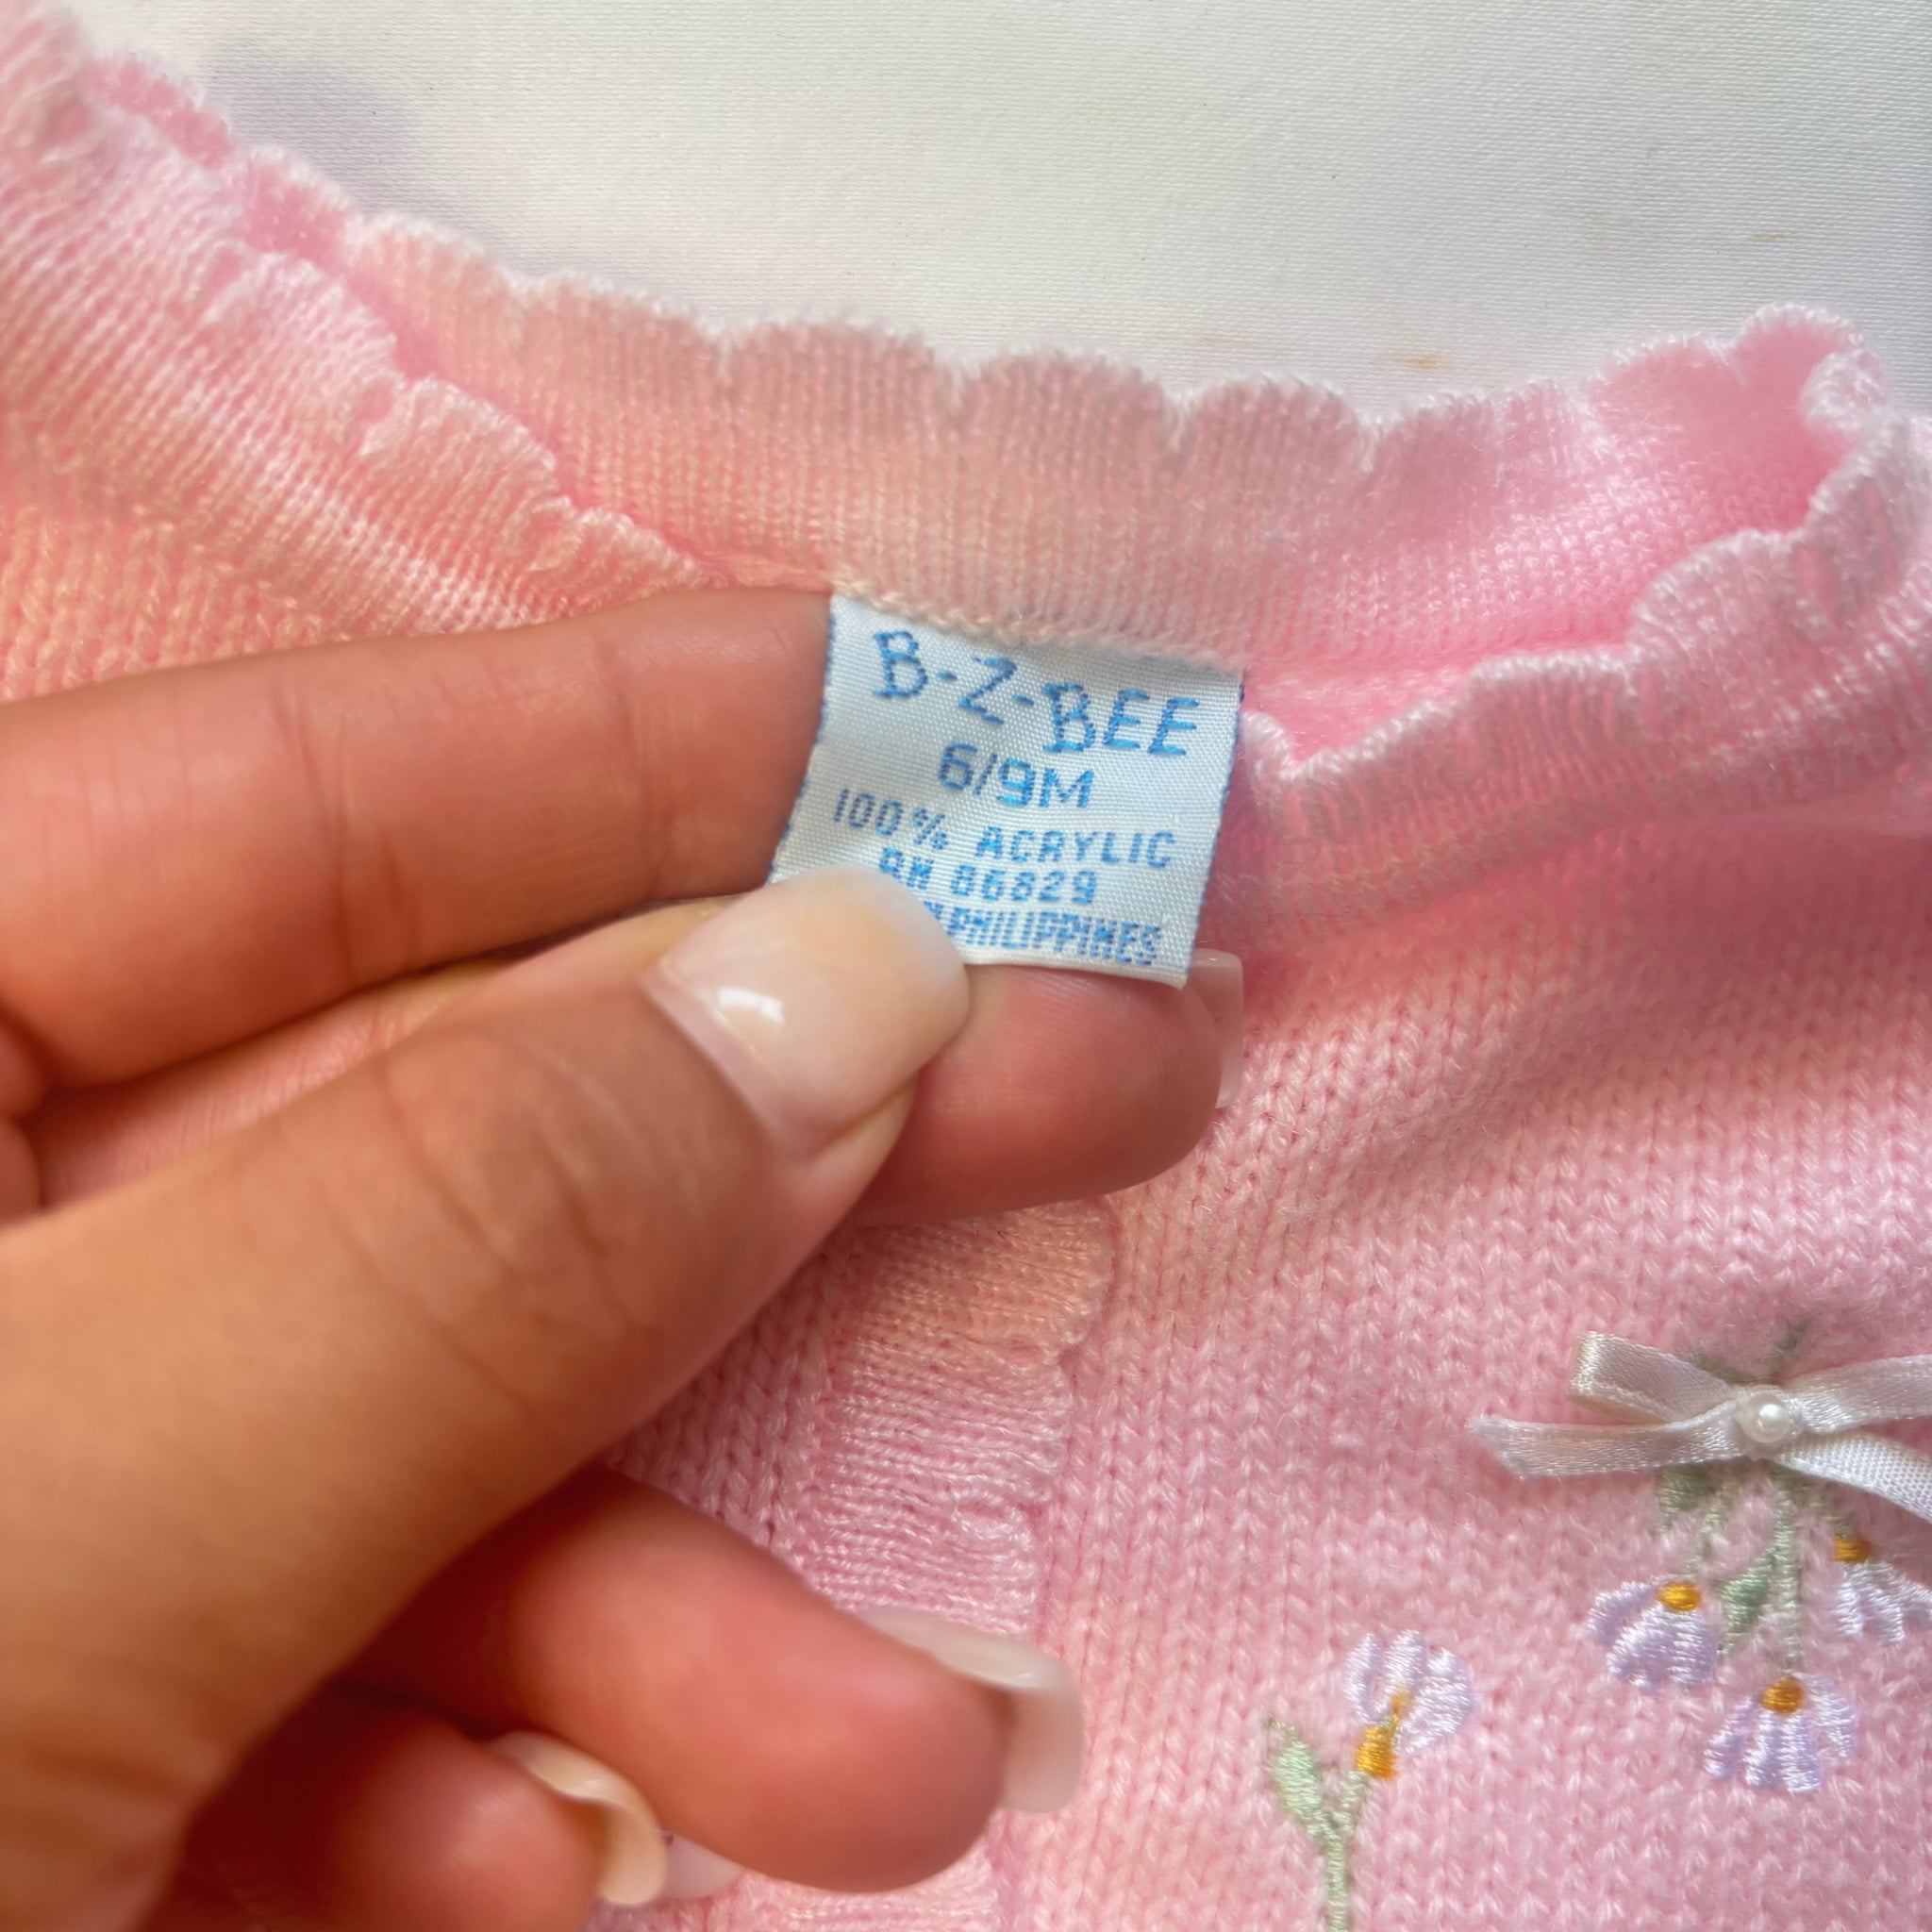 B-Z-BEE
6/9M
100% ACRYLIC
RN 86829
PHILIPPINES